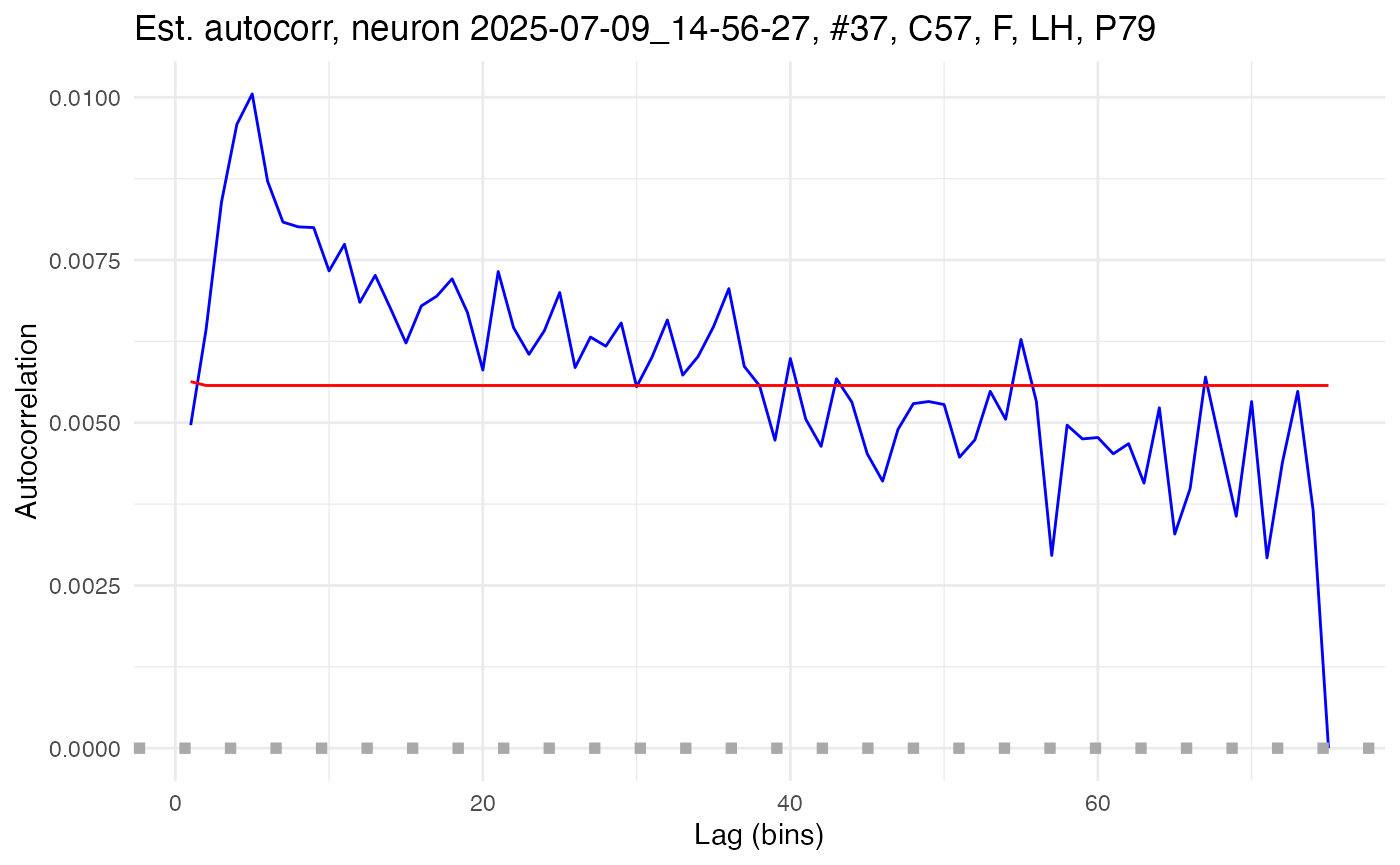 Est. autocorr, neuron 2025-07-09_14-56-27, #37, C57, F, LH, P79
0.0100
0.0075
0.0050
0.0025
0.0000
Autocorrelation
0 20 40 60
Lag (bins)